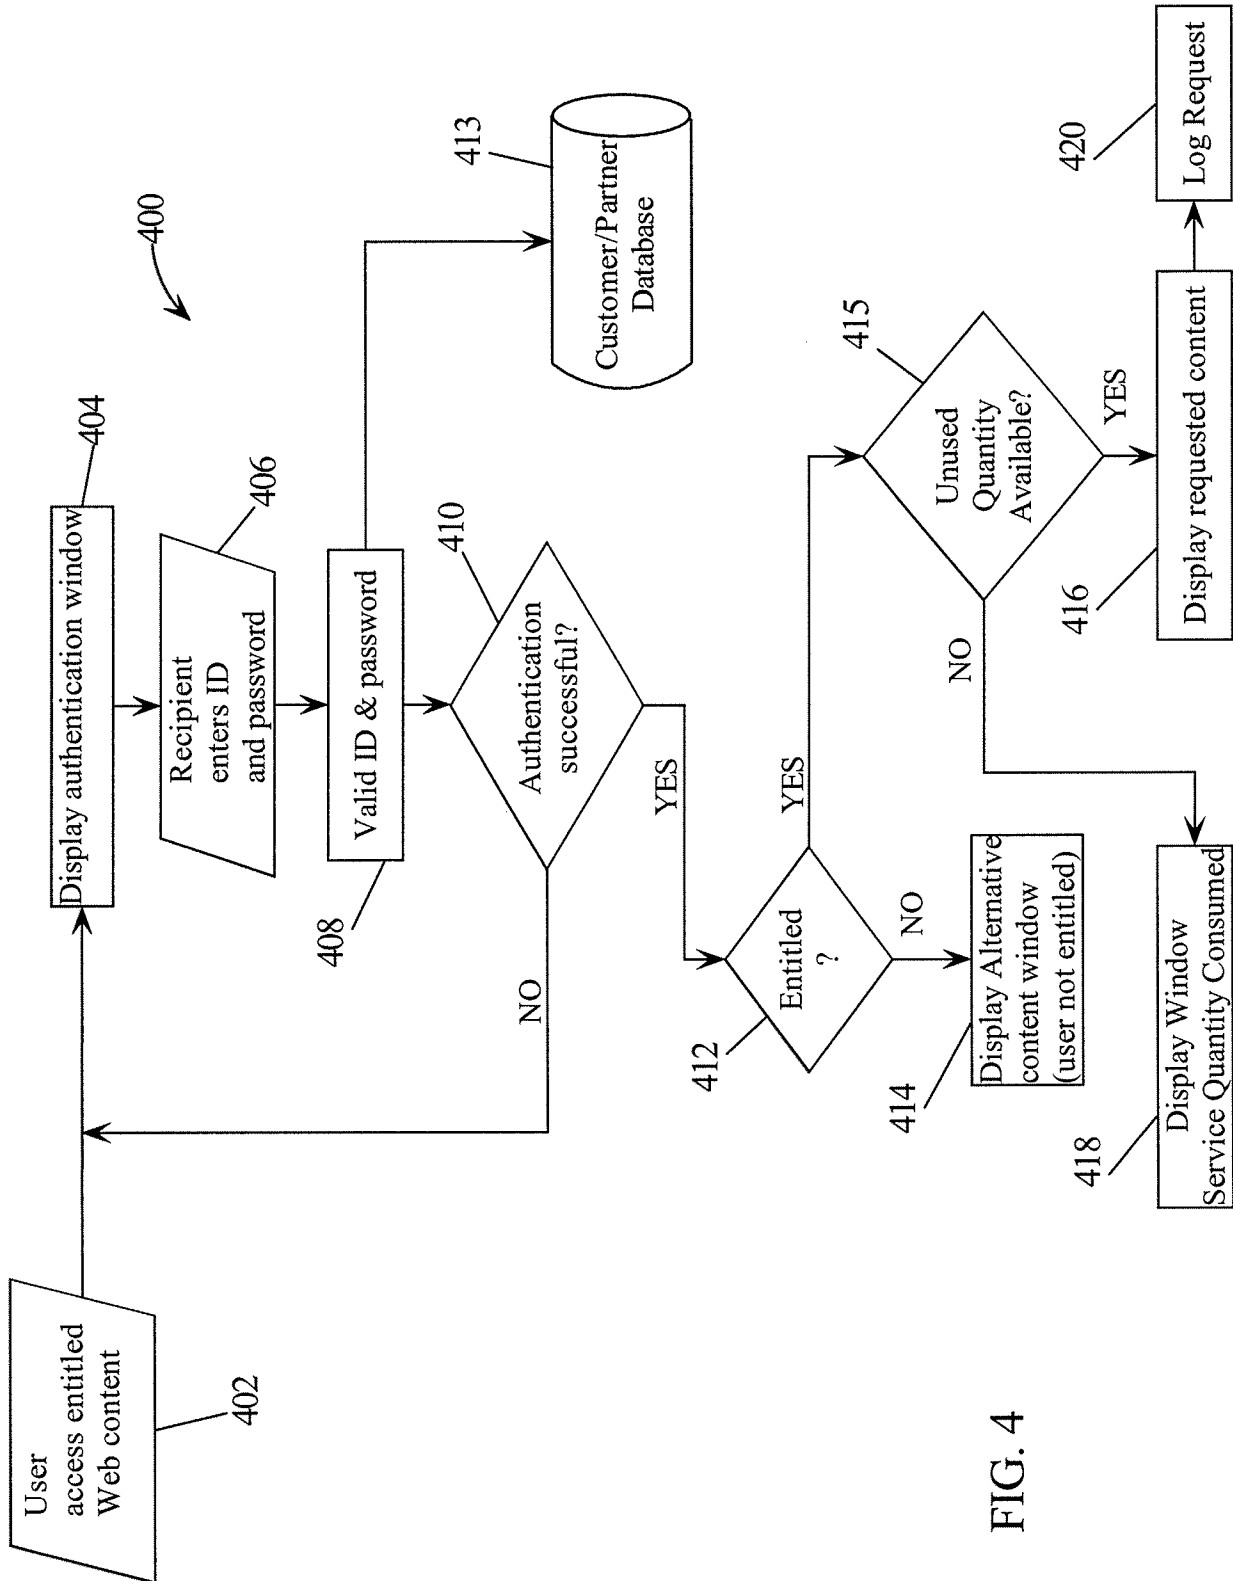 400
User
access entitled
Web content
402
Display authentication window
404
Recipient
enters ID
and password
406
Valid ID & password
408
Customer/Partner
Database
413
Authentication
successful?
410
NO
YES
Entitled
?
412
YES
NO
Display Alternative
content window
(user not entitled)
414
Unused
Quantity
Available?
415
NO
YES
Display requested content
416
Log Request
420
Display Window
Service Quantity Consumed
418
FIG. 4